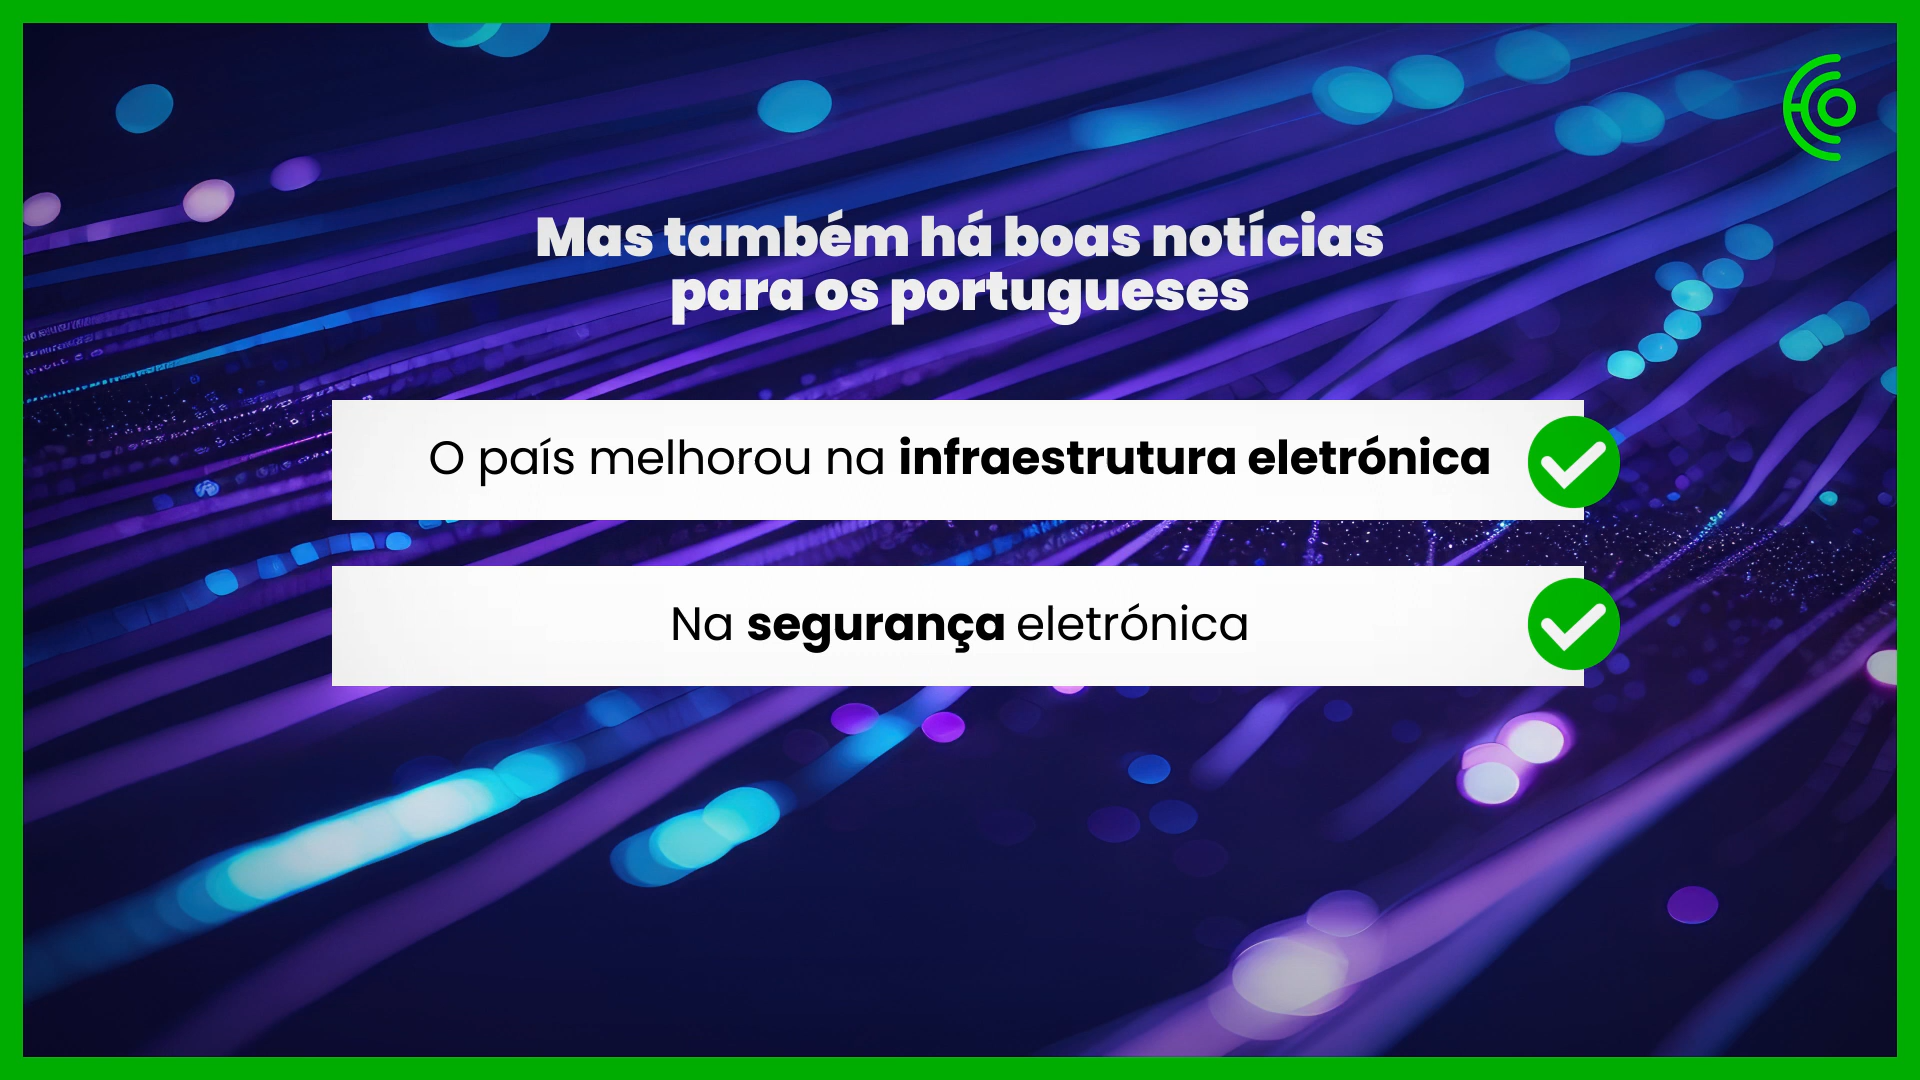 Mas também há boas notícias
para os portugueses
O país melhorou na infraestrutura eletrónica
Na segurança eletrónica